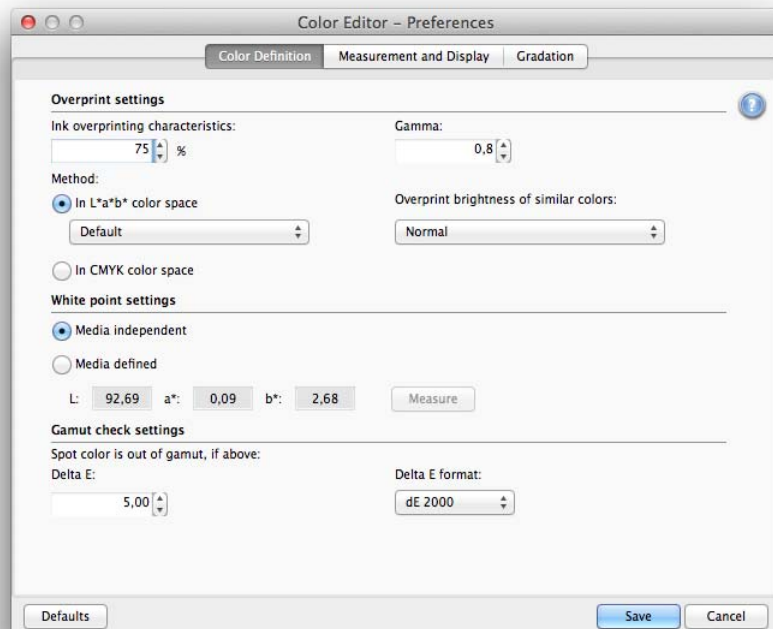 Color Editor – Preferences
Color Definition Measurement and Display Gradation
Overprint settings
?
Ink overprinting characteristics: Gamma:
75 % 0,8
Method:
In L*a*b* color space Overprint brightness of similar colors:
Default Normal
In CMYK color space
White point settings
Media independent
Media defined
L: 92,69 a*: 0,09 b*: 2,68 Measure
Gamut check settings
Spot color is out of gamut, if above:
Delta E: Delta E format:
5,00 dE 2000
Defaults Save Cancel